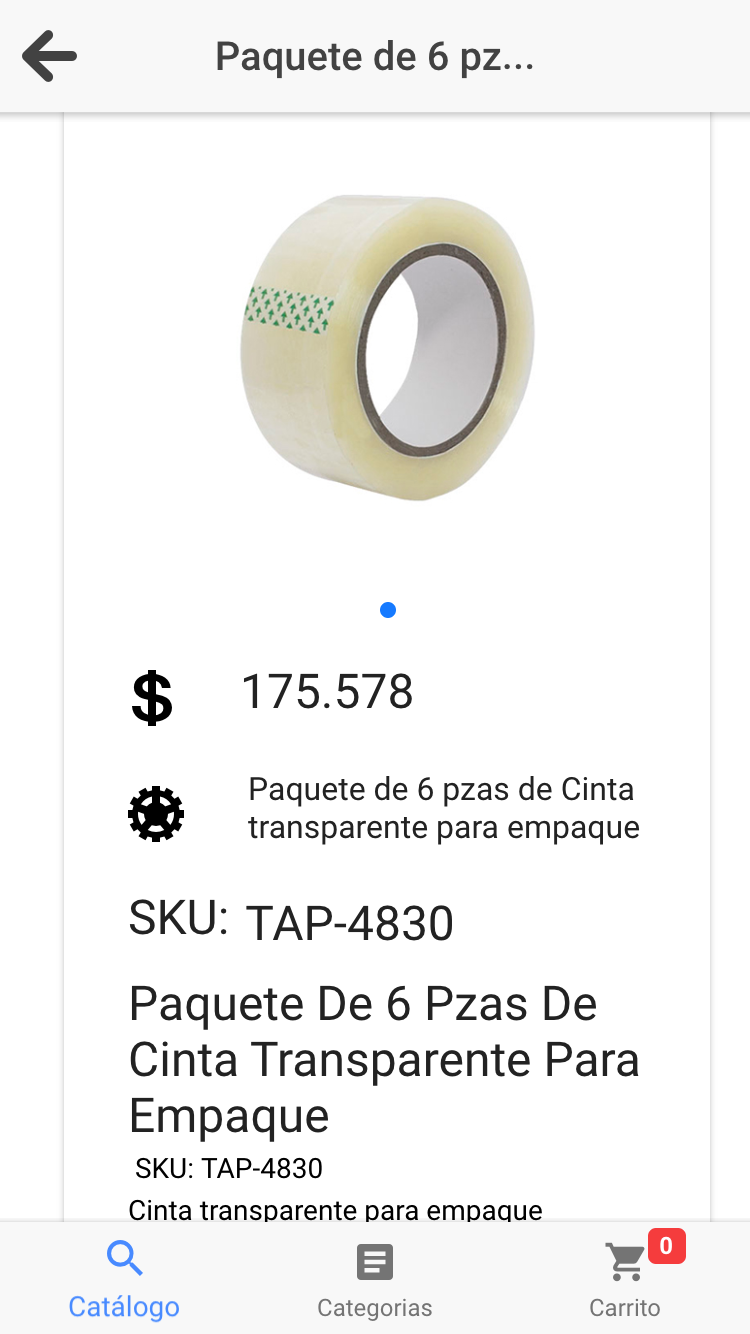 Paquete de 6 pz...
$ 175.578
Paquete de 6 pzas de Cinta
transparente para empaque
SKU: TAP-4830
Paquete De 6 Pzas De
Cinta Transparente Para
Empaque
SKU: TAP-4830
Cinta transparente para empaque
0
Catálogo
Categorias
Carrito